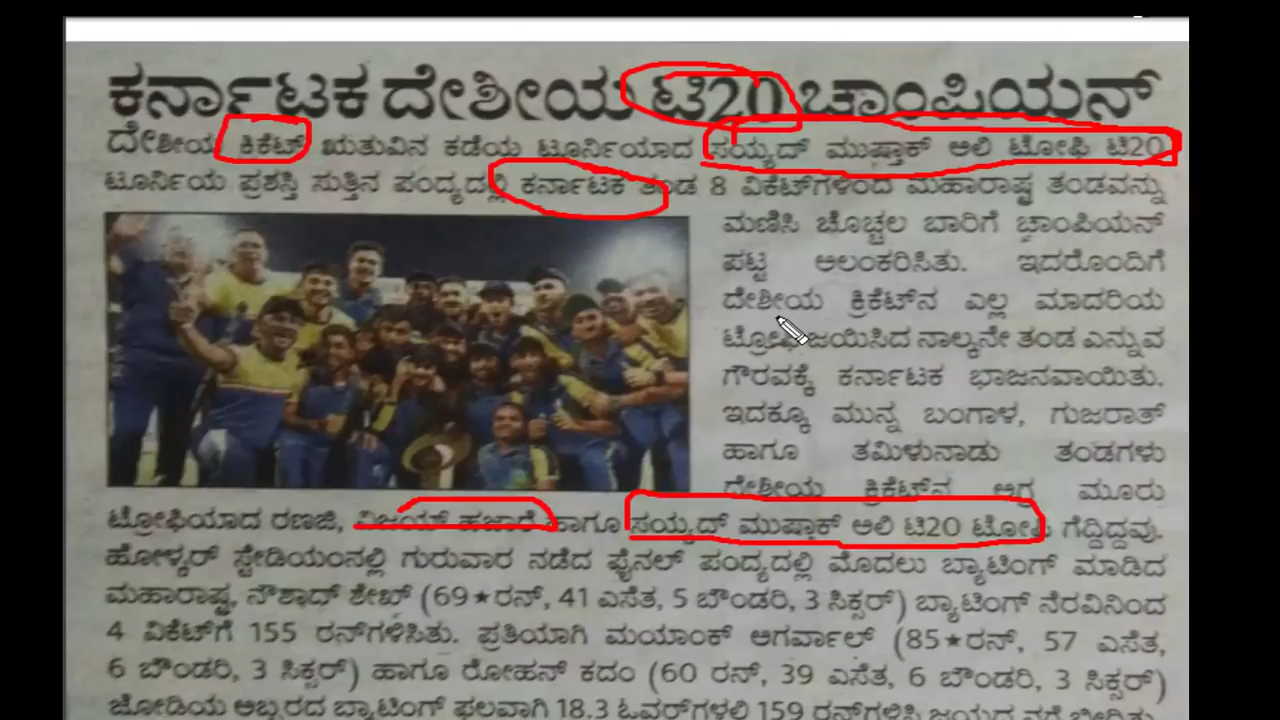 ಕರ್ನಾಟಕ ದೇಶೀಯ ಟಿ20 ಚಾಂಪಿಯನ್
ದೇಶೀಯ ಕ್ರಿಕೆಟ್ ಋತುವಿನ ಕಡೆಯ ಟೂರ್ನಿಯಾದ ಸಯ್ಯದ್ ಮುಷ್ತಾಕ್ ಅಲಿ ಟ್ರೋಫಿ ಟಿ20
ಟೂರ್ನಿಯ ಪ್ರಶಸ್ತಿ ಸುತ್ತಿನ ಪಂದ್ಯದಲ್ಲಿ ಕರ್ನಾಟಕ ತಂಡ 8 ವಿಕೆಟ್‌ಗಳಿಂದ ಮಹಾರಾಷ್ಟ್ರ ತಂಡವನ್ನು
ಮಣಿಸಿ ಚೊಚ್ಚಲ ಬಾರಿಗೆ ಚಾಂಪಿಯನ್
ಪಟ್ಟ ಅಲಂಕರಿಸಿತು. ಇದರೊಂದಿಗೆ
ದೇಶೀಯ ಕ್ರಿಕೆಟ್‌ನ ಎಲ್ಲ ಮಾದರಿಯ
ಟ್ರೋಫಿ ಜಯಿಸಿದ ನಾಲ್ಕನೇ ತಂಡ ಎನ್ನುವ
ಗೌರವಕ್ಕೆ ಕರ್ನಾಟಕ ಭಾಜನವಾಯಿತು.
ಇದಕ್ಕೂ ಮುನ್ನ ಬಂಗಾಳ, ಗುಜರಾತ್
ಹಾಗೂ ತಮಿಳುನಾಡು ತಂಡಗಳು
ದೇಶೀಯ ಕ್ರಿಕೆಟ್‌ನ ಅಗ್ರ ಮೂರು
ಟ್ರೋಫಿಯಾದ ರಣಜಿ, ವಿಜಯ್ ಹಜಾರೆ ಹಾಗೂ ಸಯ್ಯದ್ ಮುಷ್ತಾಕ್ ಅಲಿ ಟಿ20 ಟ್ರೋಫಿ ಗೆದ್ದಿದ್ದವು.
ಹೋಳ್ಕರ್ ಸ್ಟೇಡಿಯಂನಲ್ಲಿ ಗುರುವಾರ ನಡೆದ ಫೈನಲ್ ಪಂದ್ಯದಲ್ಲಿ ಮೊದಲು ಬ್ಯಾಟಿಂಗ್ ಮಾಡಿದ
ಮಹಾರಾಷ್ಟ್ರ, ನೌಶಾದ್ ಶೇಖ್ (69★ರನ್, 41 ಎಸೆತ, 5 ಬೌಂಡರಿ, 3 ಸಿಕ್ಸರ್) ಬ್ಯಾಟಿಂಗ್ ನೆರವಿನಿಂದ
4 ವಿಕೆಟ್‌ಗೆ 155 ರನ್‌ಗಳಿಸಿತು. ಪ್ರತಿಯಾಗಿ ಮಯಾಂಕ್ ಅಗರ್ವಾಲ್ (85★ರನ್, 57 ಎಸೆತ,
6 ಬೌಂಡರಿ, 3 ಸಿಕ್ಸರ್) ಹಾಗೂ ರೋಹನ್ ಕದಂ (60 ರನ್, 39 ಎಸೆತ, 6 ಬೌಂಡರಿ, 3 ಸಿಕ್ಸರ್)
ಜೋಡಿಯ ಅಬ್ಬರದ ಬ್ಯಾಟಿಂಗ್ ಫಲವಾಗಿ 18.3 ಓವರ್‌ಗಳಲ್ಲಿ 159 ರನ್‌ಗಳಿಸಿ ಜಯದ